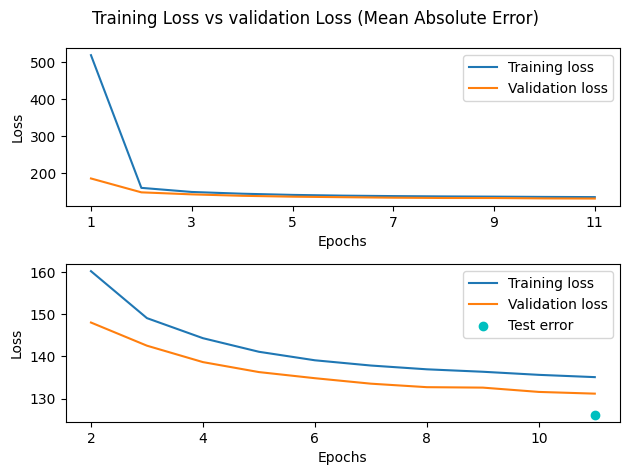 Training Loss vs validation Loss (Mean Absolute Error)
500
400
300
200
Loss
Training loss
Validation loss
1 3 5 7 9 11
Epochs
160
150
140
130
Loss
Training loss
Validation loss
Test error
2 4 6 8 10
Epochs